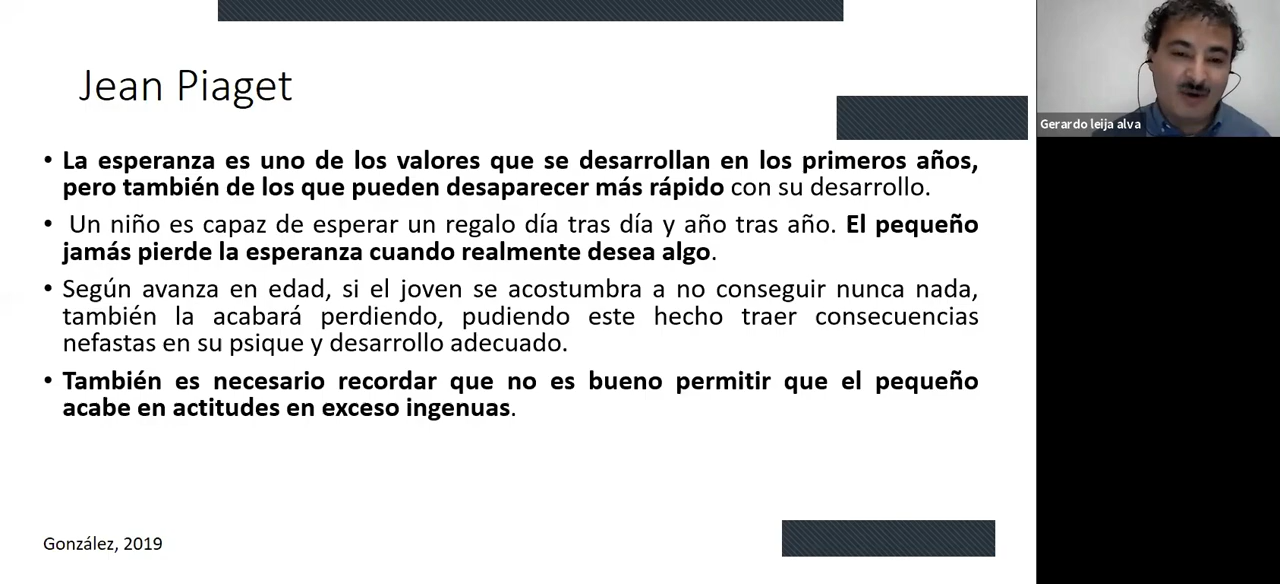 Jean Piaget
Gerardo leija alva
• La esperanza es uno de los valores que se desarrollan en los primeros años,
pero también de los que pueden desaparecer más rápido con su desarrollo.
• Un niño es capaz de esperar un regalo día tras día y año tras año. El pequeño
jamás pierde la esperanza cuando realmente desea algo.
• Según avanza en edad, si el joven se acostumbra a no conseguir nunca nada,
también la acabará perdiendo, pudiendo este hecho traer consecuencias
nefastas en su psique y desarrollo adecuado.
• También es necesario recordar que no es bueno permitir que el pequeño
acabe en actitudes en exceso ingenuas.
González, 2019